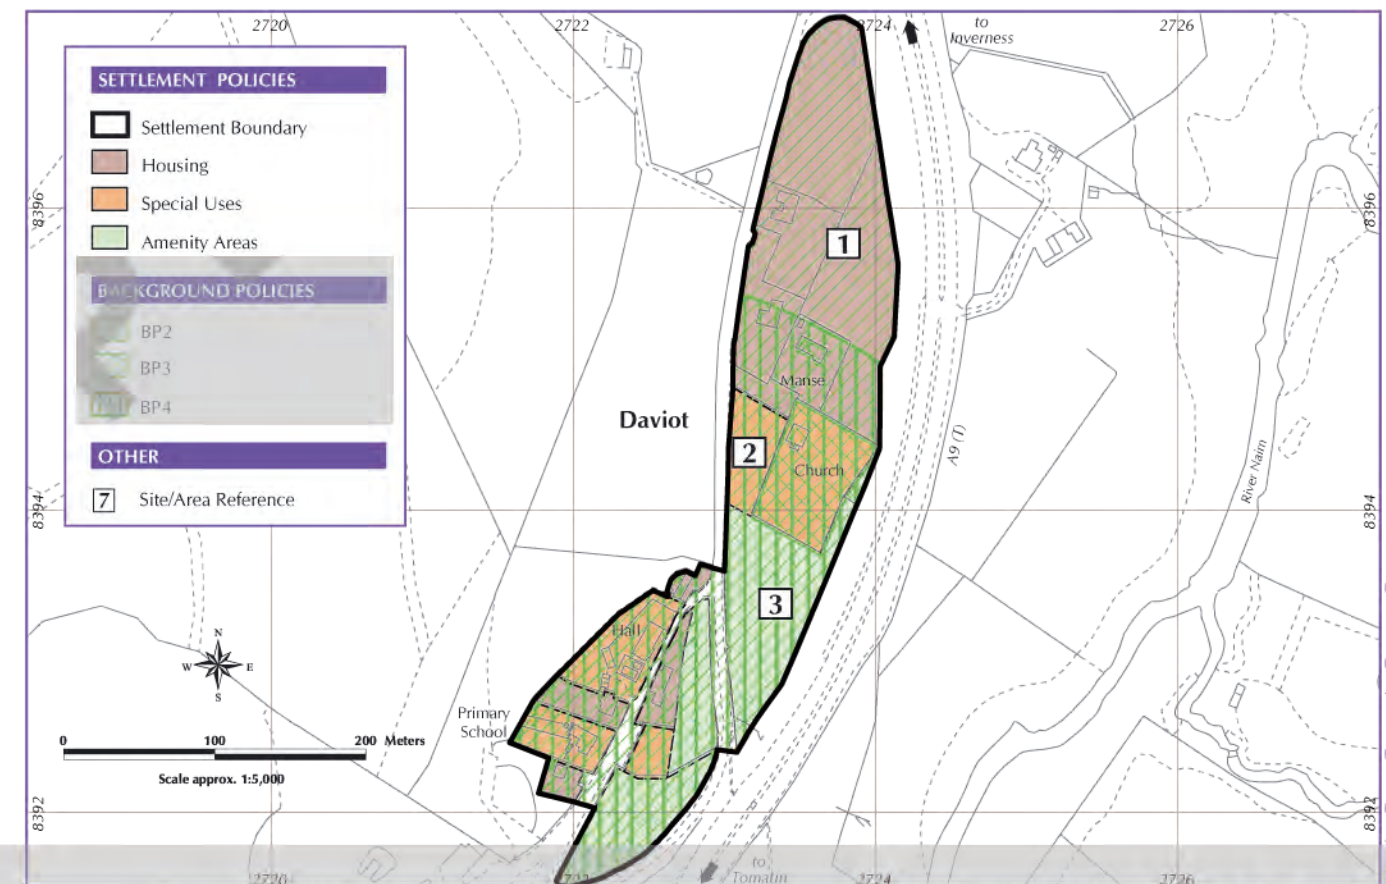 2720
2722
2724
2726
to
Inverness
SETTLEMENT POLICIES
Settlement Boundary
Housing
Special Uses
Amenity Areas
BACKGROUND POLICIES
BP2
BP3
BP4
OTHER
7 Site/Area Reference
8396
8396
1
Manse
Daviot
2
Church
A9 (T)
River Nairn
8394
8394
3
Hall
N
W E
S
Primary
School
0 100 200 Meters
Scale approx. 1:5,000
8392
8392
to
Tomatin
2720
2722
2724
2726